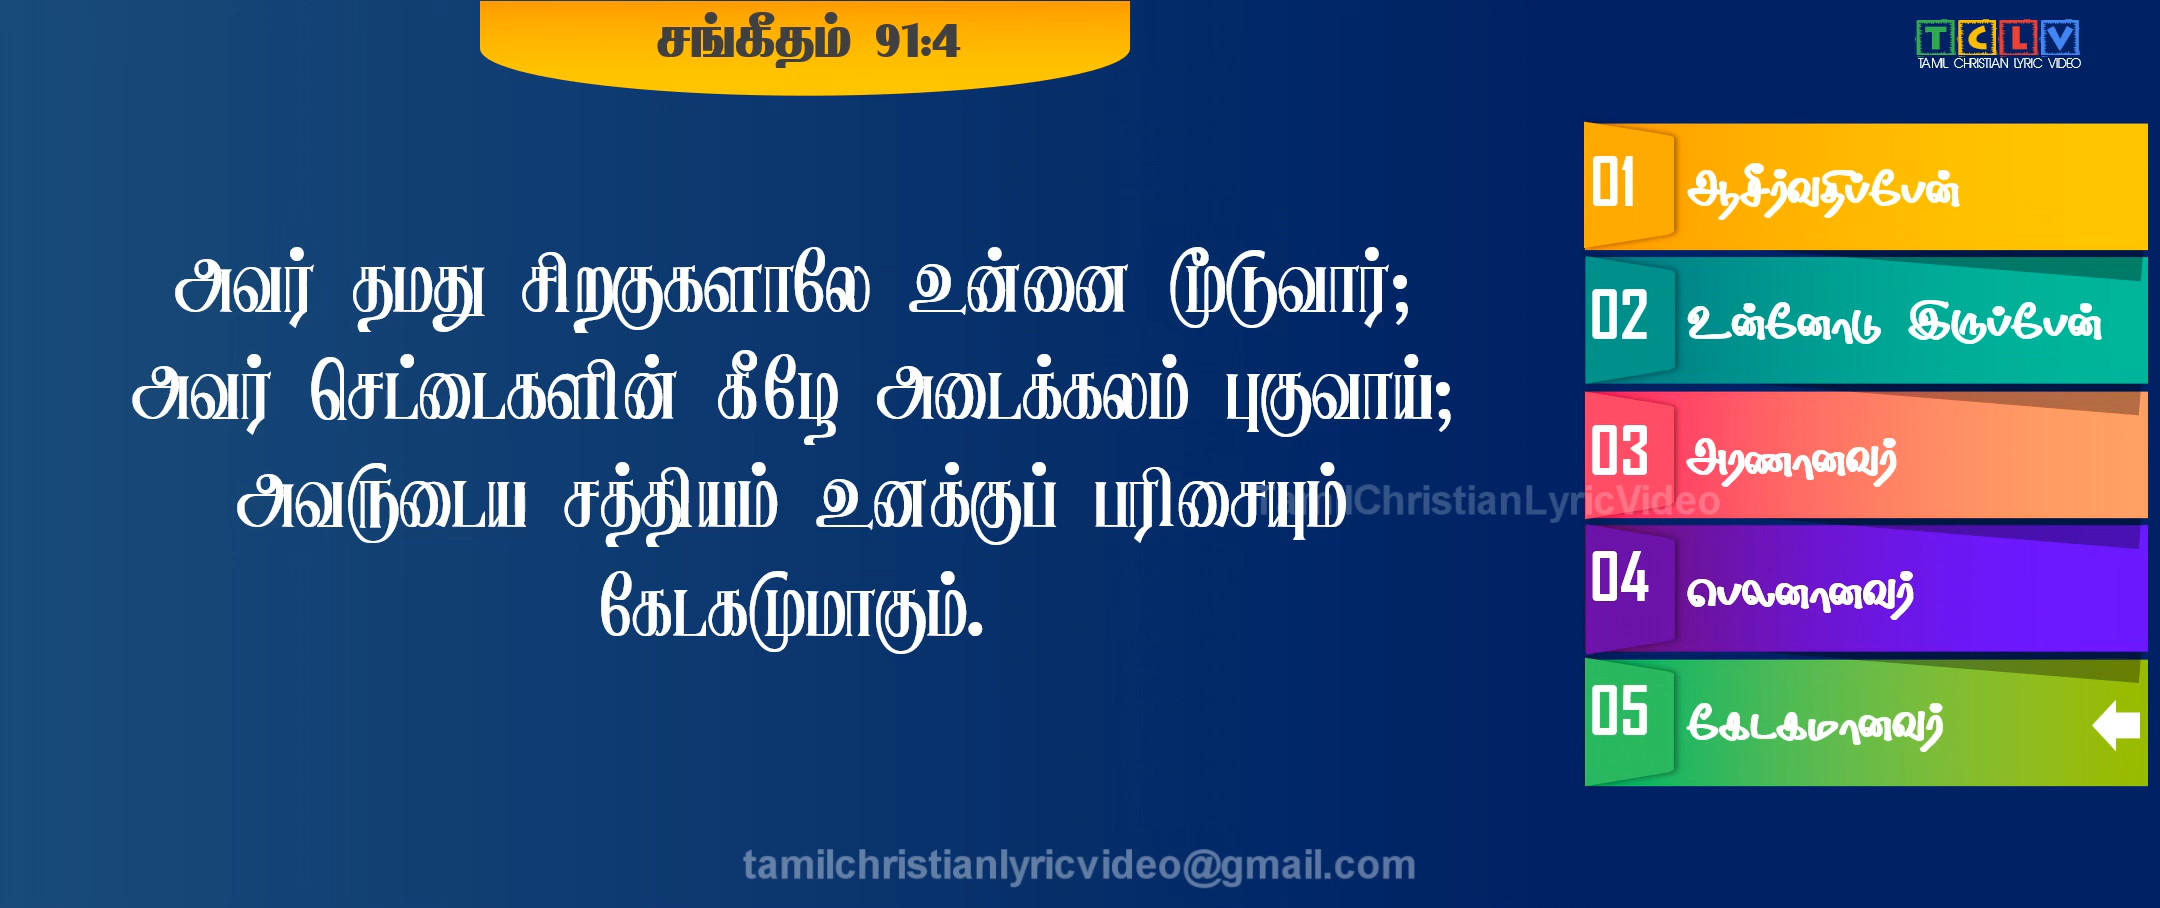 சங்கீதம் 91:4
TCLV
TAMIL CHRISTIAN LYRIC VIDEO
அவர் தமது சிறகுகளாலே உன்னை மூடுவார்;
அவர் செட்டைகளின் கீழே அடைக்கலம் புகுவாய்;
அவருடைய சத்தியம் உனக்குப் பரிசையும்
கேடகமுமாகும்.
01 ஆசீர்வதிப்பேன்
02 உன்னோடு இருப்பேன்
03 அரணானவர்
TamilChristianLyricVideo
04 பெலனானவர்
05 கேடகமானவர்
tamilchristianlyricvideo@gmail.com